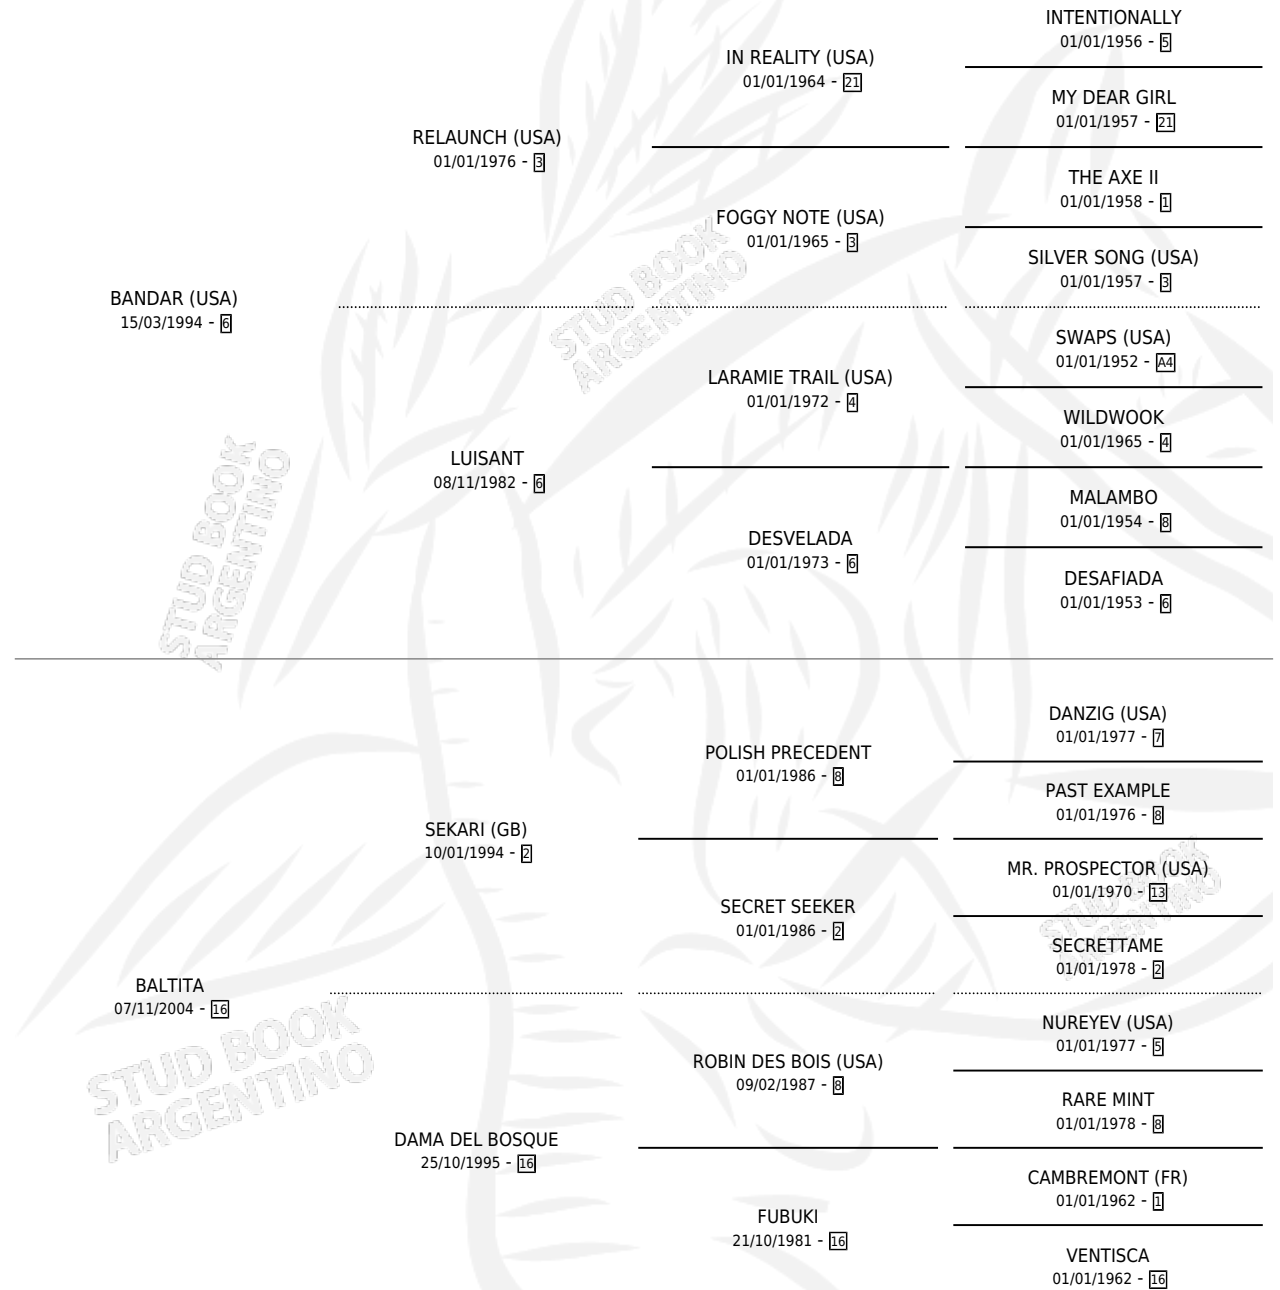 INTENTIONALLY
01/01/1956 - 5
IN REALITY (USA)
01/01/1964 - 21
MY DEAR GIRL
01/01/1957 - 21
RELAUNCH (USA)
01/01/1976 - 3
THE AXE II
01/01/1958 - 1
FOGGY NOTE (USA)
01/01/1965 - 3
SILVER SONG (USA)
01/01/1957 - 3
BANDAR (USA)
15/03/1994 - 6
STUD BOOK
ARGENTINO
SWAPS (USA)
01/01/1952 - A4
LARAMIE TRAIL (USA)
01/01/1972 - 4
WILDWOOK
01/01/1965 - 4
LUISANT
08/11/1982 - 6
MALAMBO
01/01/1954 - 8
DESVELADA
01/01/1973 - 6
DESAFIADA
01/01/1953 - 6
STUD BOOK
ARGENTINO
DANZIG (USA)
01/01/1977 - 7
POLISH PRECEDENT
01/01/1986 - 8
PAST EXAMPLE
01/01/1976 - 8
SEKARI (GB)
10/01/1994 - 2
MR. PROSPECTOR (USA)
01/01/1970 - 13
SECRET SEEKER
01/01/1986 - 2
STUD BOOK
ARGENTINO
SECRETTAME
01/01/1978 - 2
BALTITA
07/11/2004 - 16
NUREYEV (USA)
01/01/1977 - 5
ROBIN DES BOIS (USA)
09/02/1987 - 8
STUD BOOK
ARGENTINO
RARE MINT
01/01/1978 - 8
DAMA DEL BOSQUE
25/10/1995 - 16
CAMBREMONT (FR)
01/01/1962 - 1
FUBUKI
21/10/1981 - 16
VENTISCA
01/01/1962 - 16